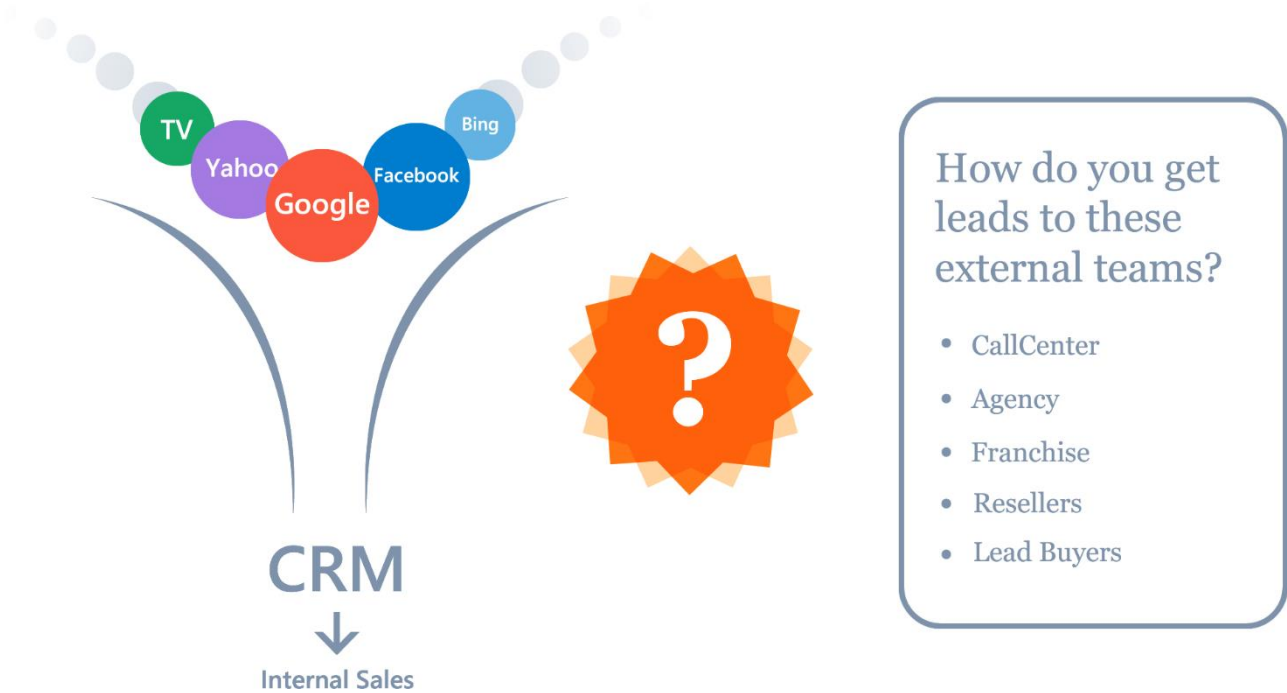 TV
Yahoo
Google
Facebook
Bing
CRM
Internal Sales
?
How do you get
leads to these
external teams?
• CallCenter
• Agency
• Franchise
• Resellers
• Lead Buyers